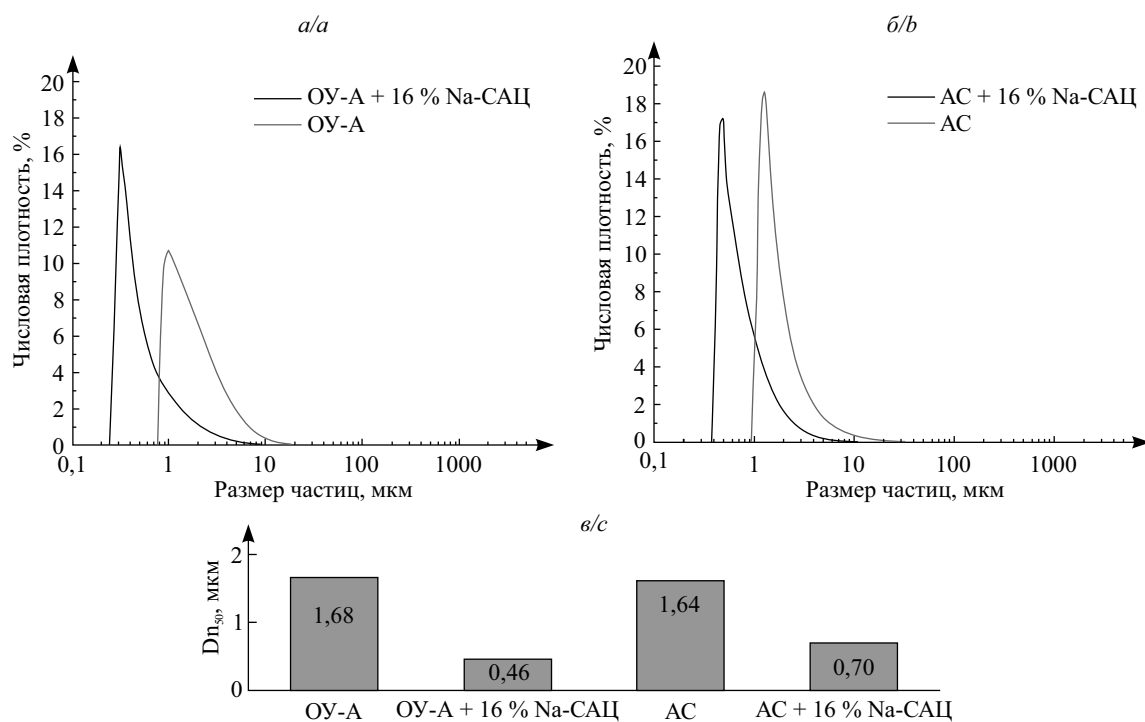 а/a
Числовая плотность, %
20
18
16
14
12
10
8
6
4
2
0
ОУ-А + 16 % Na-САЦ
ОУ-А
0,1
1
10
100
1000
Размер частиц, мкм
б/b
Числовая плотность, %
20
18
16
14
12
10
8
6
4
2
0
АС + 16 % Na-САЦ
АС
0,1
1
10
100
1000
Размер частиц, мкм
в/c
Dn₅₀, мкм
2
1
0
1,68
0,46
1,64
0,70
ОУ-А
ОУ-А + 16 % Na-САЦ
АС
АС + 16 % Na-САЦ